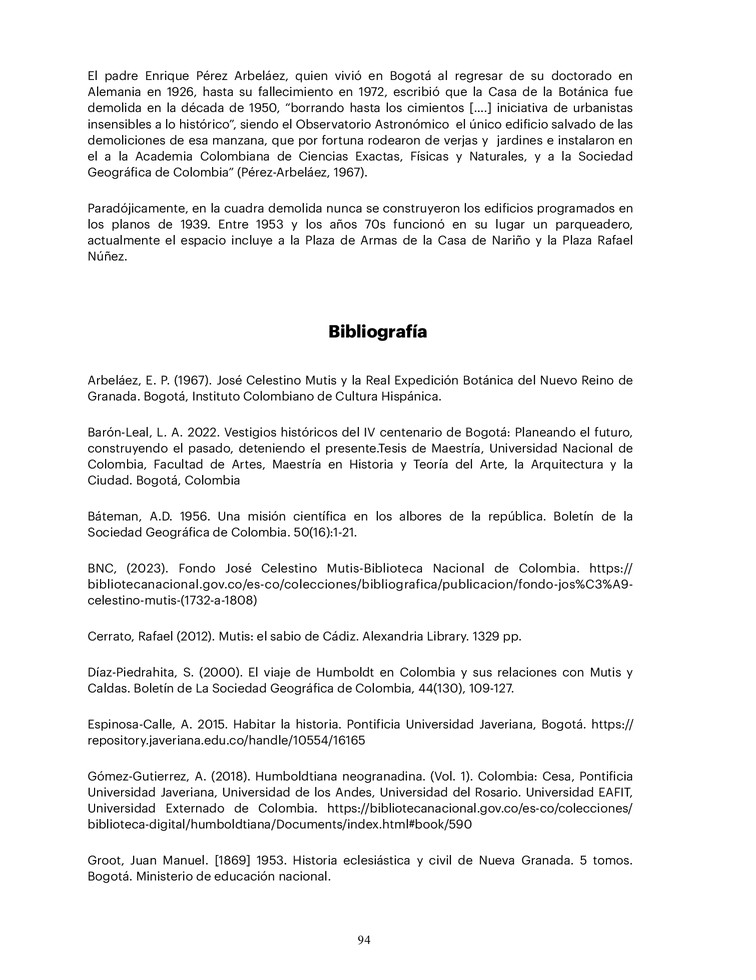 El padre Enrique Pérez Arbeláez, quien vivió en Bogotá al regresar de su doctorado en
Alemania en 1926, hasta su fallecimiento en 1972, escribió que la Casa de la Botánica fue
demolida en la década de 1950, “borrando hasta los cimientos [....] iniciativa de urbanistas
insensibles a lo histórico”, siendo el Observatorio Astronómico el único edificio salvado de las
demoliciones de esa manzana, que por fortuna rodearon de verjas y jardines e instalaron en
el a la Academia Colombiana de Ciencias Exactas, Físicas y Naturales, y a la Sociedad
Geográfica de Colombia” (Pérez-Arbeláez, 1967).
Paradójicamente, en la cuadra demolida nunca se construyeron los edificios programados en
los planos de 1939. Entre 1953 y los años 70s funcionó en su lugar un parqueadero,
actualmente el espacio incluye a la Plaza de Armas de la Casa de Nariño y la Plaza Rafael
Núñez.
Bibliografía
Arbeláez, E. P. (1967). José Celestino Mutis y la Real Expedición Botánica del Nuevo Reino de
Granada. Bogotá, Instituto Colombiano de Cultura Hispánica.
Barón-Leal, L. A. 2022. Vestigios históricos del IV centenario de Bogotá: Planeando el futuro,
construyendo el pasado, deteniendo el presente.Tesis de Maestría, Universidad Nacional de
Colombia, Facultad de Artes, Maestría en Historia y Teoría del Arte, la Arquitectura y la
Ciudad. Bogotá, Colombia
Báteman, A.D. 1956. Una misión científica en los albores de la república. Boletín de la
Sociedad Geográfica de Colombia. 50(16):1-21.
BNC, (2023). Fondo José Celestino Mutis-Biblioteca Nacional de Colombia. https://
bibliotecanacional.gov.co/es-co/colecciones/bibliografica/publicacion/fondo-jos%C3%A9-
celestino-mutis-(1732-a-1808)
Cerrato, Rafael (2012). Mutis: el sabio de Cádiz. Alexandria Library. 1329 pp.
Díaz-Piedrahita, S. (2000). El viaje de Humboldt en Colombia y sus relaciones con Mutis y
Caldas. Boletín de La Sociedad Geográfica de Colombia, 44(130), 109-127.
Espinosa-Calle, A. 2015. Habitar la historia. Pontificia Universidad Javeriana, Bogotá. https://
repository.javeriana.edu.co/handle/10554/16165
Gómez-Gutierrez, A. (2018). Humboldtiana neogranadina. (Vol. 1). Colombia: Cesa, Pontificia
Universidad Javeriana, Universidad de los Andes, Universidad del Rosario. Universidad EAFIT,
Universidad Externado de Colombia. https://bibliotecanacional.gov.co/es-co/colecciones/
biblioteca-digital/humboldtiana/Documents/index.html#book/590
Groot, Juan Manuel. [1869] 1953. Historia eclesiástica y civil de Nueva Granada. 5 tomos.
Bogotá. Ministerio de educación nacional.
94